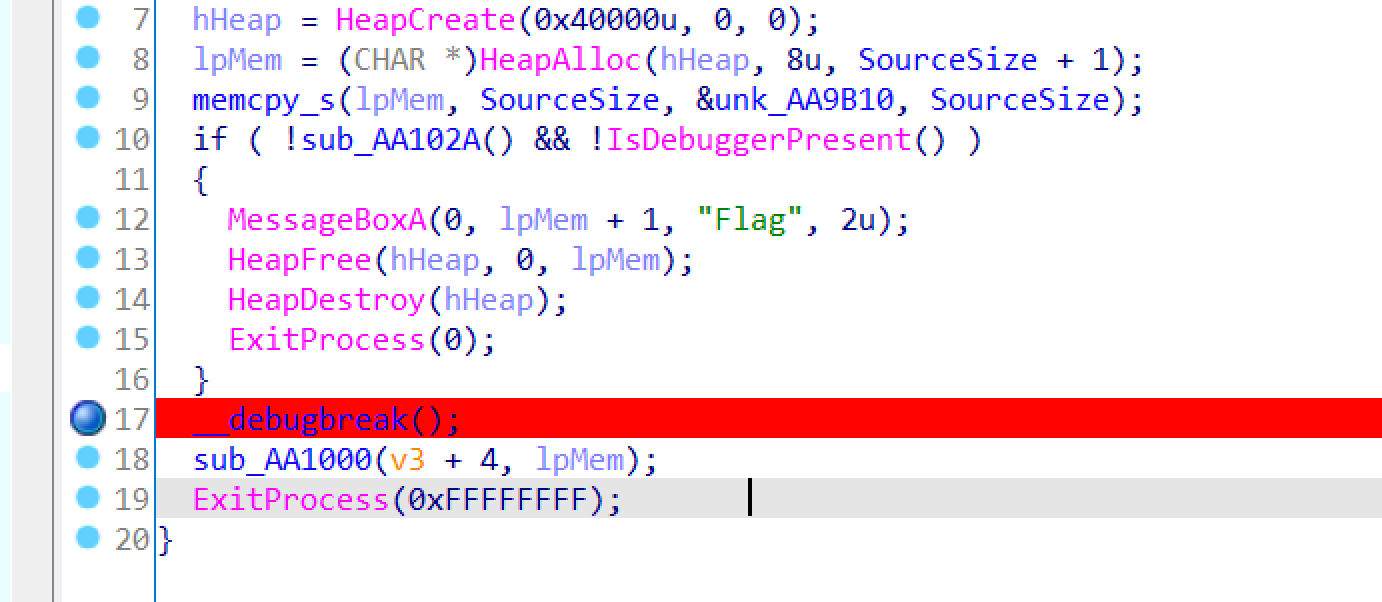 7 hHeap = HeapCreate(0x40000u, 0, 0);
8 lpMem = (CHAR *)HeapAlloc(hHeap, 8u, SourceSize + 1);
9 memcpy_s(lpMem, SourceSize, &unk_AA9B10, SourceSize);
10 if ( !sub_AA102A() && !IsDebuggerPresent() )
11 {
12 MessageBoxA(0, lpMem + 1, "Flag", 2u);
13 HeapFree(hHeap, 0, lpMem);
14 HeapDestroy(hHeap);
15 ExitProcess(0);
16 }
17 __debugbreak();
18 sub_AA1000(v3 + 4, lpMem);
19 ExitProcess(0xFFFFFFFF);
20 }